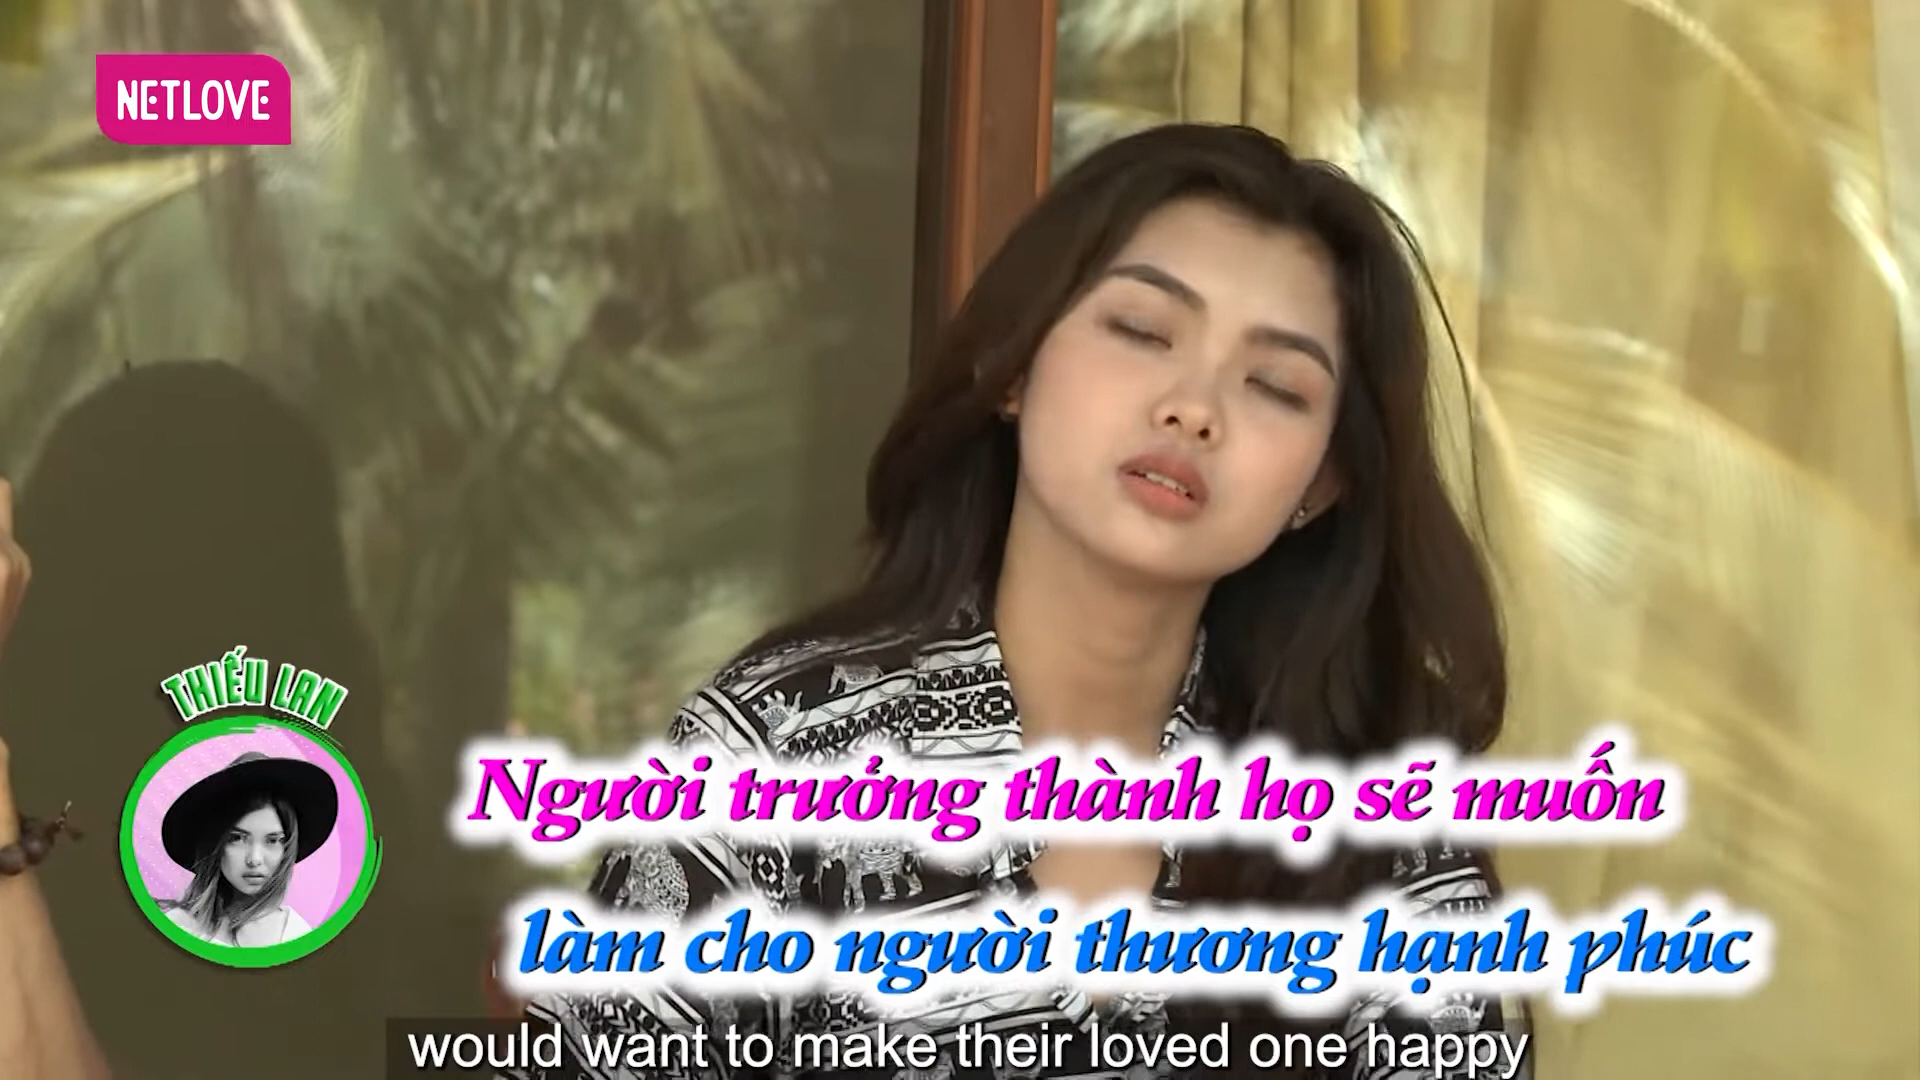 NETLOVE
THIẾU LAN
Người trưởng thành họ sẽ muốn
làm cho người thương hạnh phúc
would want to make their loved one happy